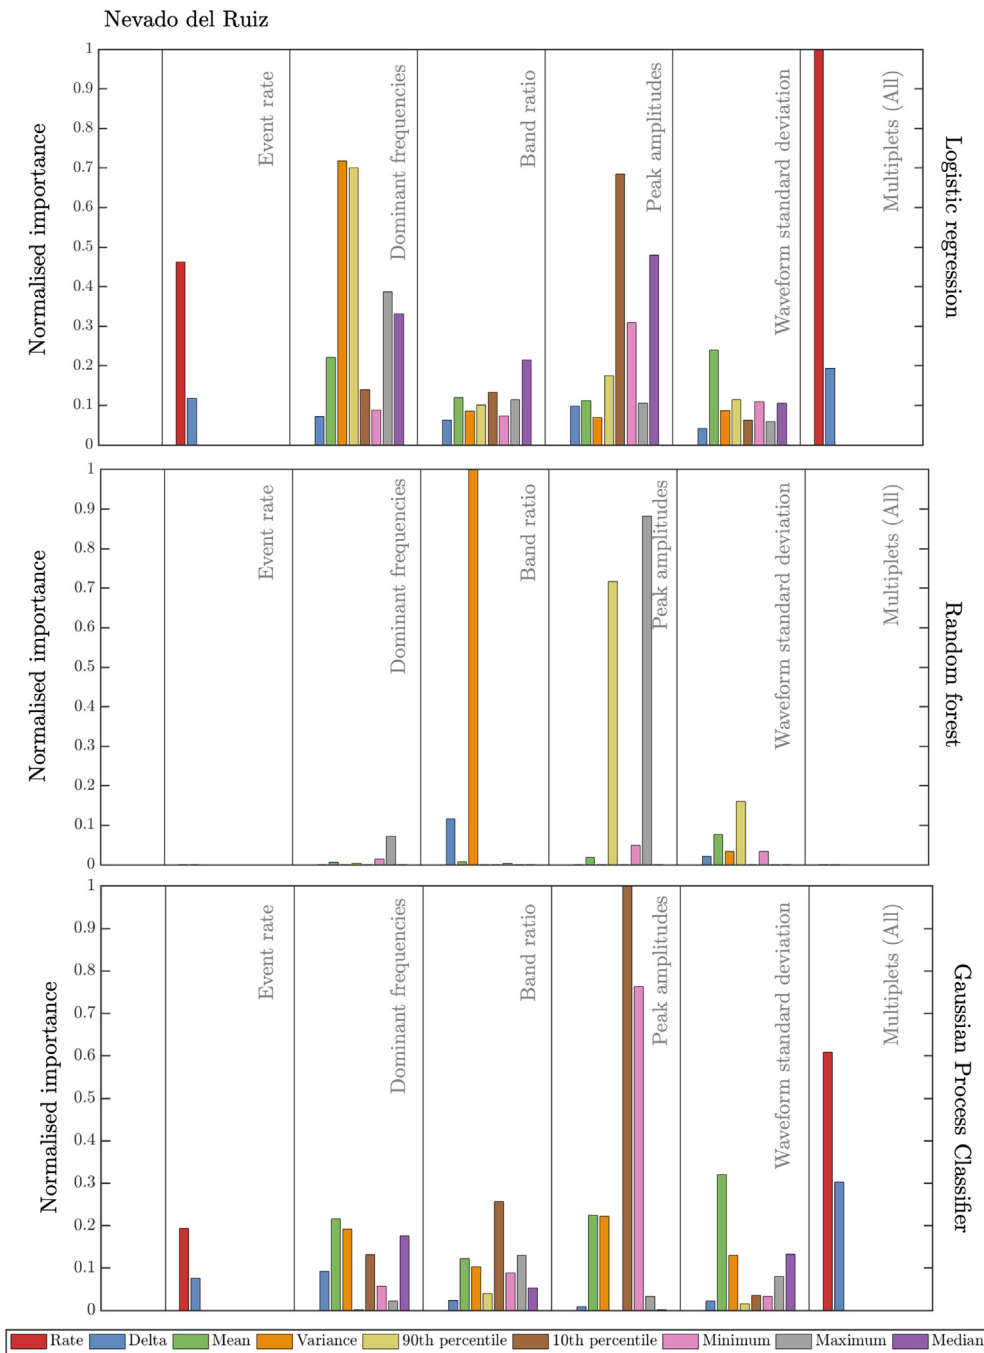 Nevado del Ruiz
1
0.9
0.8
0.7
0.6
0.5
0.4
0.3
0.2
0.1
0
Normalised importance
Event rate
Dominant frequencies
Band ratio
Peak amplitudes
Waveform standard deviation
Multiplets (All)
Logistic regression
1
0.9
0.8
0.7
0.6
0.5
0.4
0.3
0.2
0.1
0
Normalised importance
Event rate
Dominant frequencies
Band ratio
Peak amplitudes
Waveform standard deviation
Multiplets (All)
Random forest
1
0.9
0.8
0.7
0.6
0.5
0.4
0.3
0.2
0.1
0
Normalised importance
Event rate
Dominant frequencies
Band ratio
Peak amplitudes
Waveform standard deviation
Multiplets (All)
Gaussian Process Classifier
Rate Delta Mean Variance 90th percentile 10th percentile Minimum Maximum Median